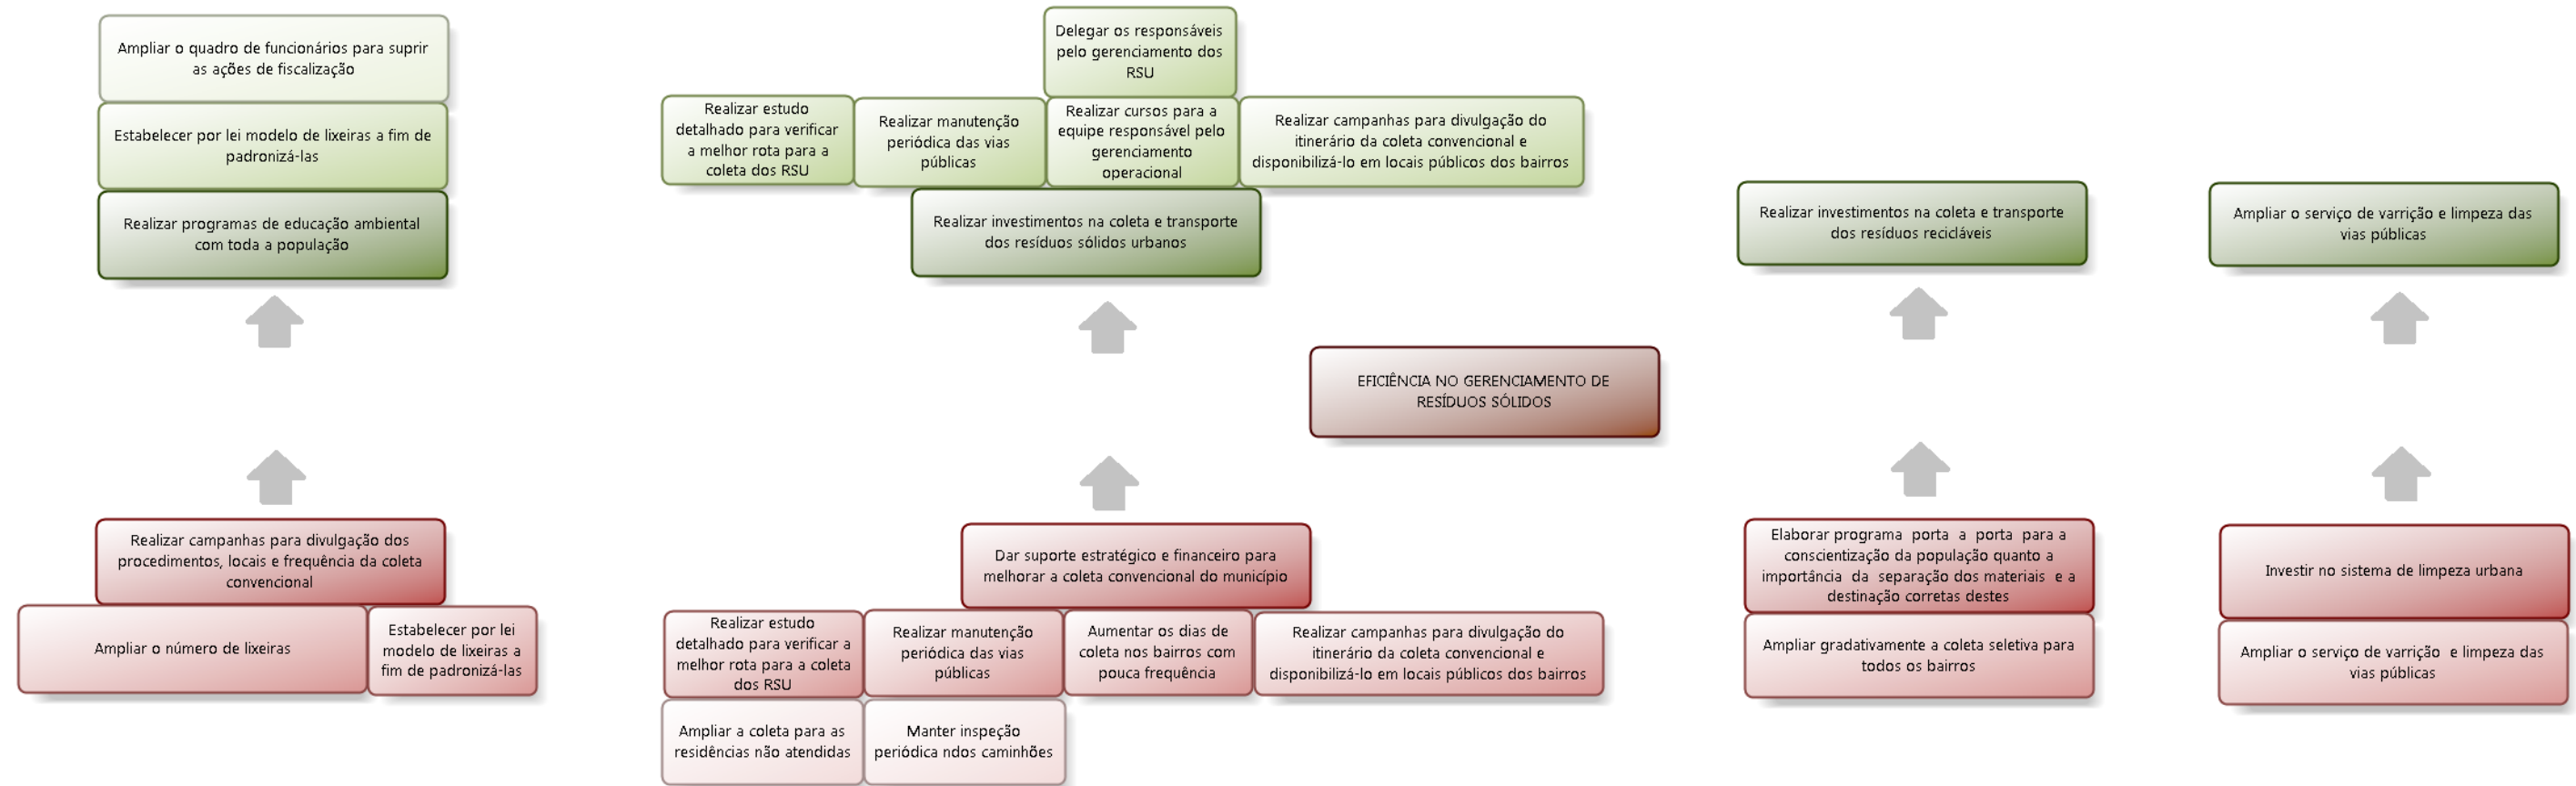 Ampliar o quadro de funcionários para suprir
as ações de fiscalização
Estabelecer por lei modelo de lixeiras a fim de
padronizá-las
Realizar programas de educação ambiental
com toda a população
Delegar os responsáveis
pelo gerenciamento dos
RSU
Realizar estudo
detalhado para verificar
a melhor rota para a
coleta dos RSU
Realizar manutenção
periódica das vias
públicas
Realizar cursos para a
equipe responsável pelo
gerenciamento
operacional
Realizar campanhas para divulgação do
itinerário da coleta convencional e
disponibilizá-lo em locais públicos dos bairros
Realizar investimentos na coleta e transporte
dos resíduos sólidos urbanos
Realizar investimentos na coleta e transporte
dos resíduos recicláveis
Ampliar o serviço de varrição e limpeza das
vias públicas
EFICIÊNCIA NO GERENCIAMENTO DE
RESÍDUOS SÓLIDOS
Realizar campanhas para divulgação dos
procedimentos, locais e frequência da coleta
convencional
Ampliar o número de lixeiras
Estabelecer por lei
modelo de lixeiras a
fim de padronizá-las
Dar suporte estratégico e financeiro para
melhorar a coleta convencional do município
Realizar estudo
detalhado para verificar a
melhor rota para a coleta
dos RSU
Realizar manutenção
periódica das vias
públicas
Aumentar os dias de
coleta nos bairros com
pouca frequência
Realizar campanhas para divulgação do
itinerário da coleta convencional e
disponibilizá-lo em locais públicos dos bairros
Ampliar a coleta para as
residências não atendidas
Manter inspeção
periódica ndos caminhões
Elaborar programa porta a porta para a
conscientização da população quanto a
importância da separação dos materiais e a
destinação corretas destes
Ampliar gradativamente a coleta seletiva para
todos os bairros
Investir no sistema de limpeza urbana
Ampliar o serviço de varrição e limpeza das
vias públicas